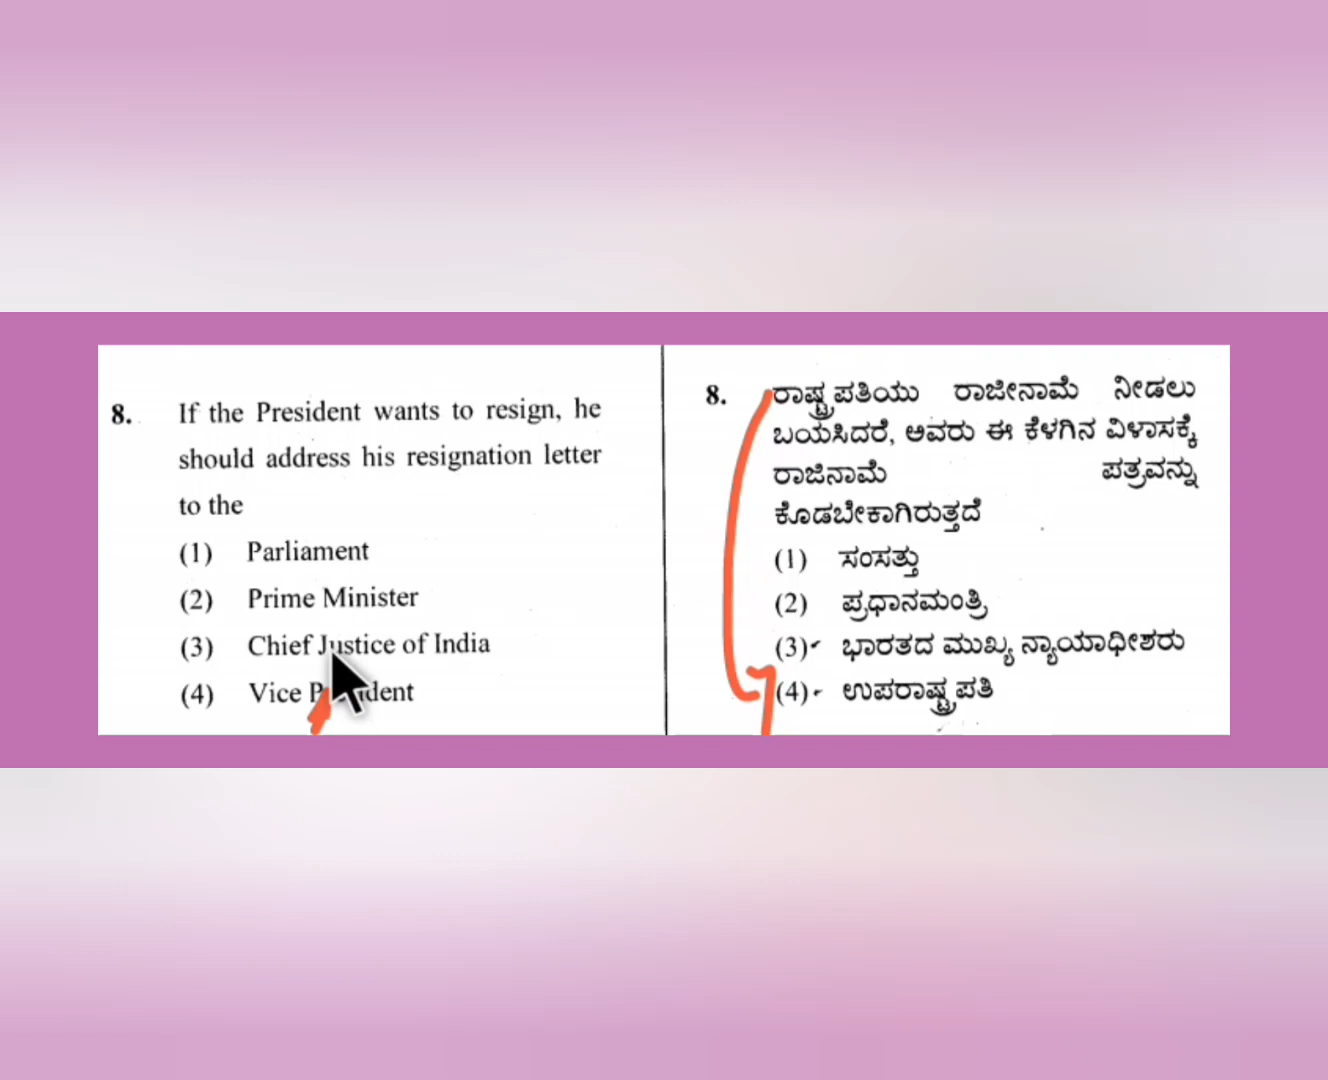 8. If the President wants to resign, he
should address his resignation letter
to the
(1) Parliament
(2) Prime Minister
(3) Chief Justice of India
(4) Vice
8. ರಾಷ್ಟ್ರಪತಿಯು ರಾಜೀನಾಮೆ ನೀಡಲು
ಬಯಸಿದರೆ, ಅವರು ಈ ಕೆಳಗಿನ ವಿಳಾಸಕ್ಕೆ
ರಾಜಿನಾಮೆ ಪತ್ರವನ್ನು
ಕೊಡಬೇಕಾಗಿರುತ್ತದೆ
(1) ಸಂಸತ್ತು
(2) ಪ್ರಧಾನಮಂತ್ರಿ
(3) ಭಾರತದ ಮುಖ್ಯ ನ್ಯಾಯಾಧೀಶರು
(4) ಉಪರಾಷ್ಟ್ರಪತಿ